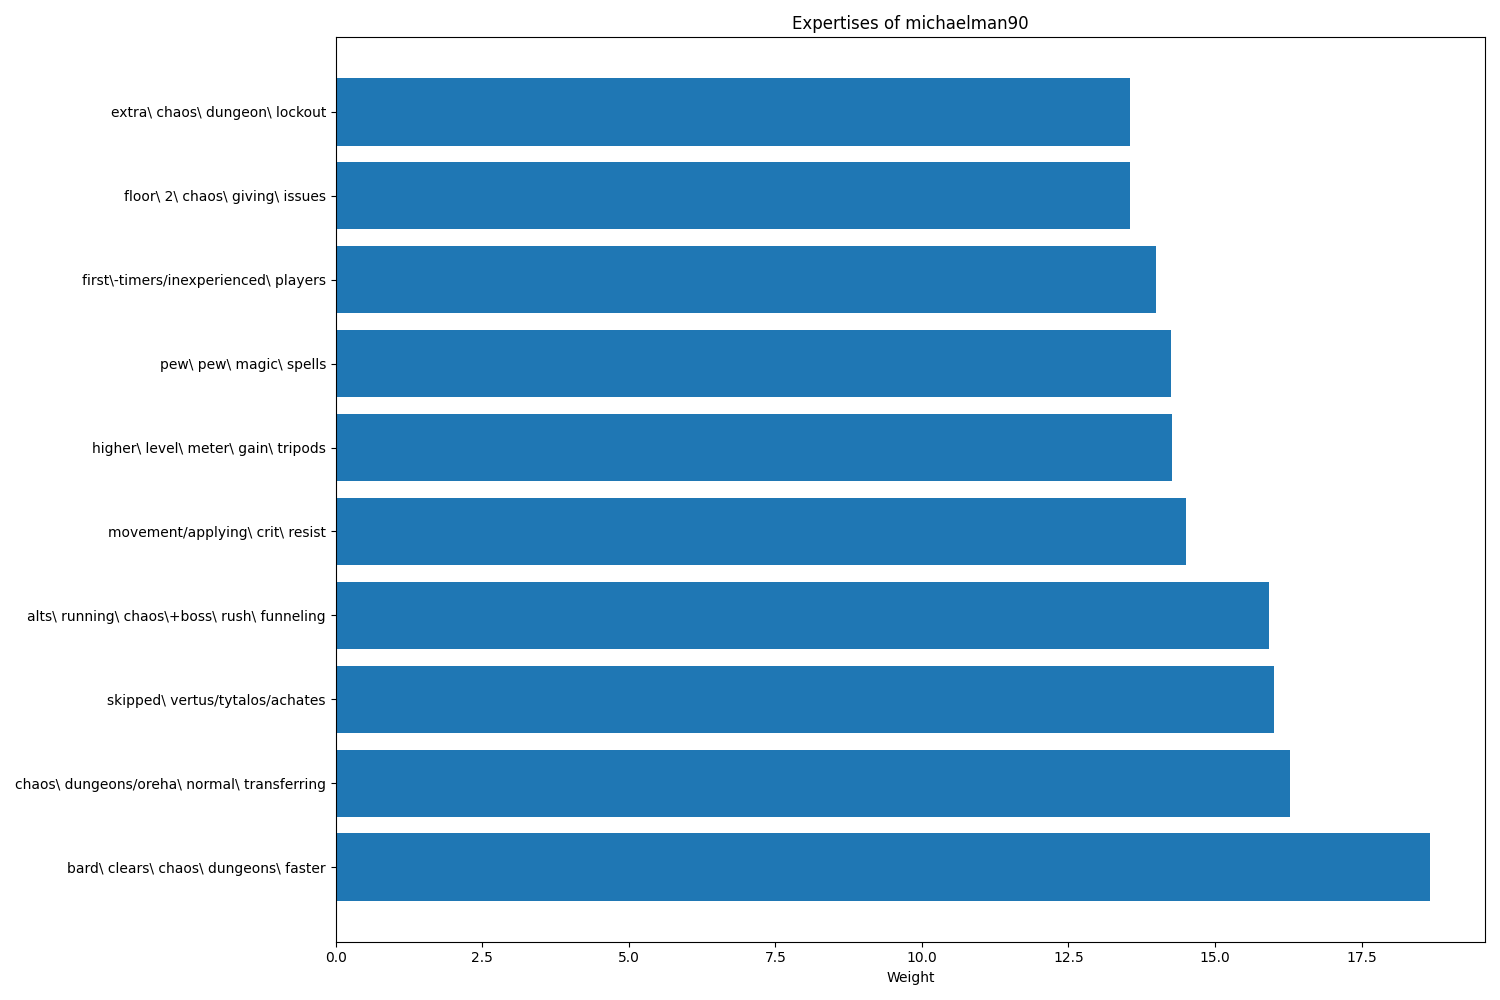 Expertises of michaelman90
extra\ chaos\ dungeon\ lockout
floor\ 2\ chaos\ giving\ issues
first\-timers/inexperienced\ players
pew\ pew\ magic\ spells
higher\ level\ meter\ gain\ tripods
movement/applying\ crit\ resist
alts\ running\ chaos\+boss\ rush\ funneling
skipped\ vertus/tytalos/achates
chaos\ dungeons/oreha\ normal\ transferring
bard\ clears\ chaos\ dungeons\ faster
0.0 2.5 5.0 7.5 10.0 12.5 15.0 17.5
Weight